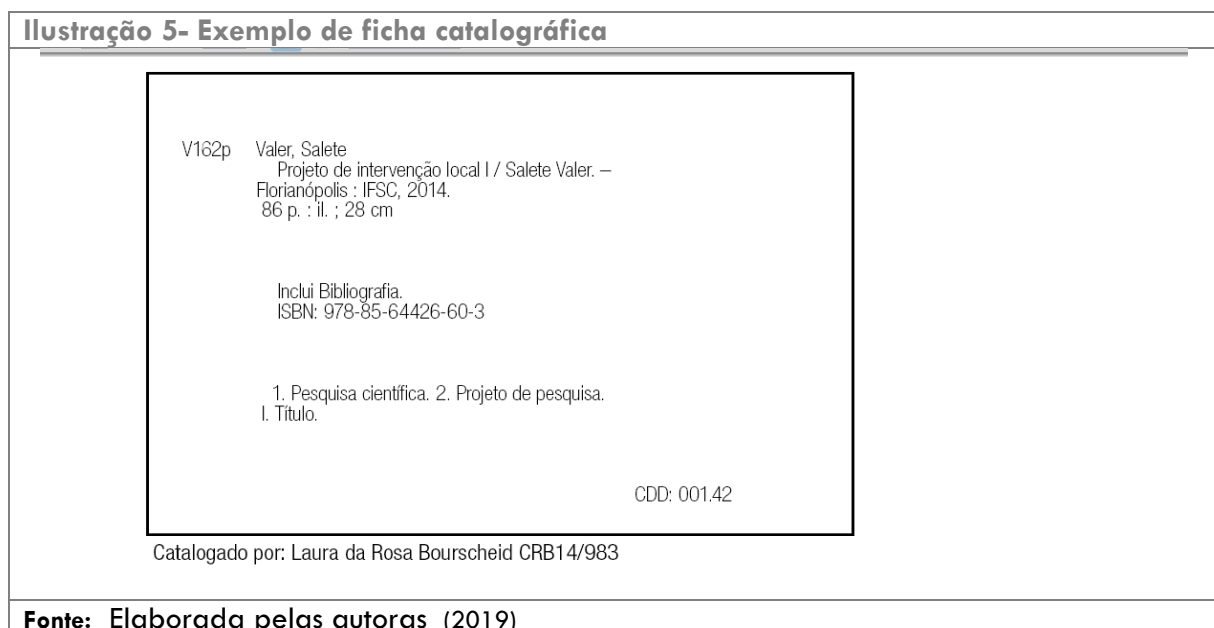 Ilustração 5- Exemplo de ficha catalográfica
V162p Valer, Salete
Projeto de intervenção local I / Salete Valer. –
Florianópolis : IFSC, 2014.
86 p. : il. ; 28 cm
Inclui Bibliografia.
ISBN: 978-85-64426-60-3
1. Pesquisa científica. 2. Projeto de pesquisa.
I. Título.
CDD: 001.42
Catalogado por: Laura da Rosa Bourscheid CRB14/983
Fonte: Elaborada pelas autoras (2019)